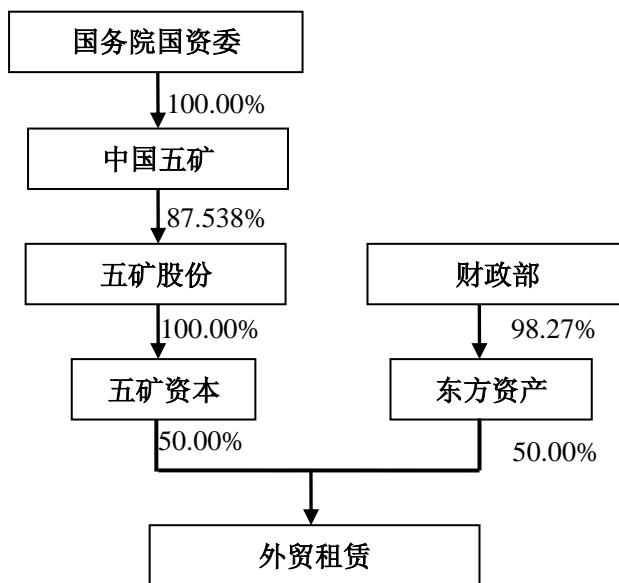 国务院国资委
100.00%
中国五矿
87.538%
五矿股份
财政部
100.00%
98.27%
五矿资本
东方资产
50.00%
50.00%
外贸租赁